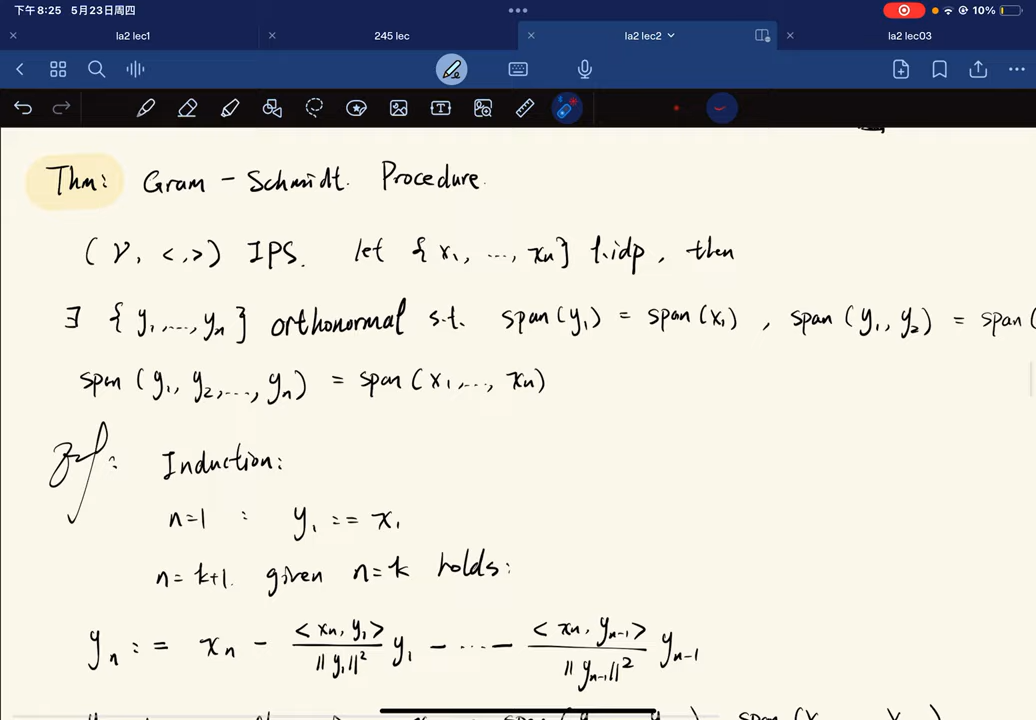 下午8:25 5月23日周四
10%
la2 lec1
245 lec
la2 lec2
la2 lec03
Thm: Gram - Schmidt. Procedure.
(V, <,>) IPS. let {x1, ..., xn} l.idp, then
∃ {y1,...,yn} orthonormal s.t. span(y1) = span(x1), span(y1, y2) = span(
span (y1, y2,..., yn) = span(x1,..., xn)
Pf: Induction:
n=1 : y1 := x1
n=k+1. given n=k holds:
yn := xn - <xn, y1>/||y1||² y1 - ... - <xn, yn-1>/||yn-1||² yn-1